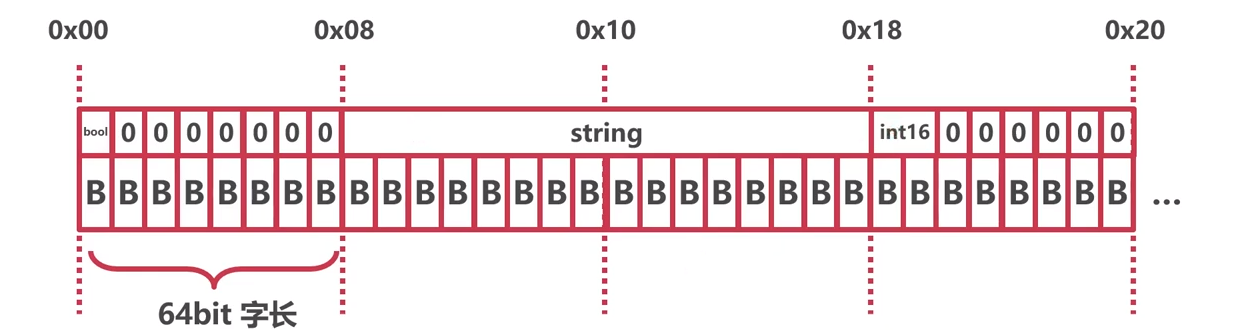 0x00 0x08 0x10 0x18 0x20
bool 0 0 0 0 0 0 0 string int16 0 0 0 0 0 0
B B B B B B B B B B B B B B B B B B B B B B B B B B B B B B B B ...
64bit 字长